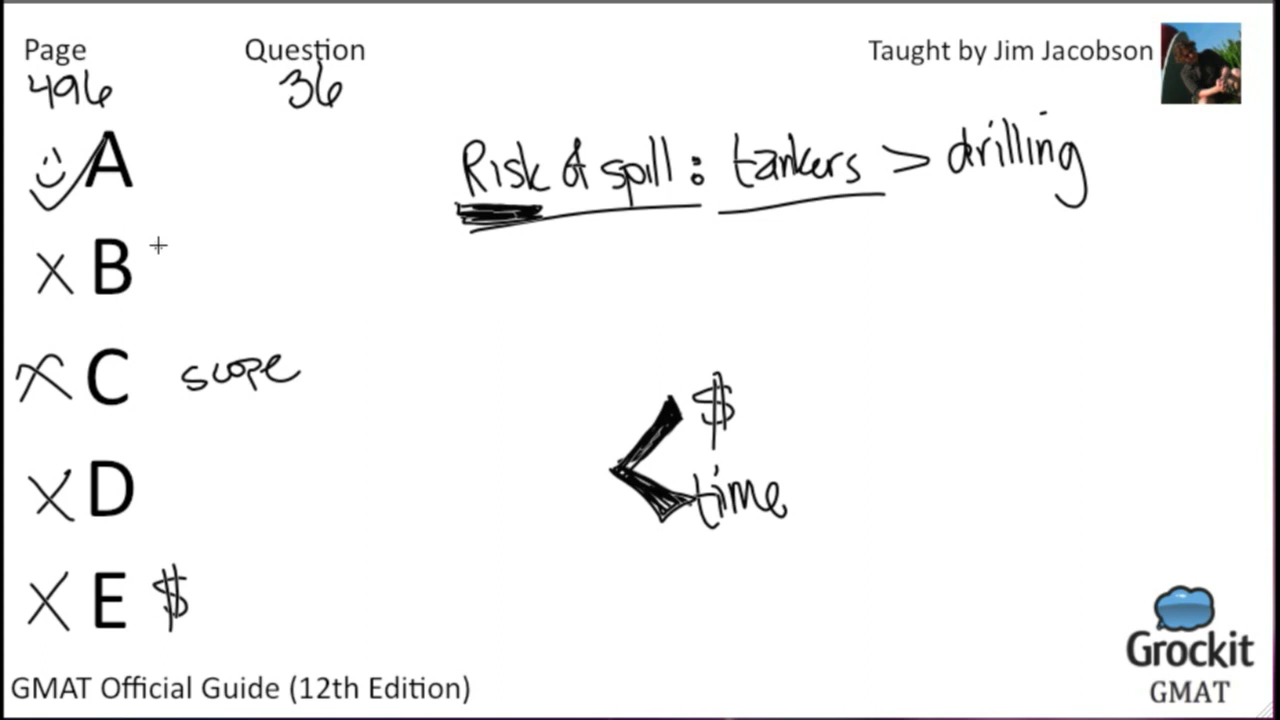 Page Question Taught by Jim Jacobson
496 36
A
Risk of spill: tankers > drilling
X B
X C scope
$
X D time
X E $
Grockit
GMAT
GMAT Official Guide (12th Edition)